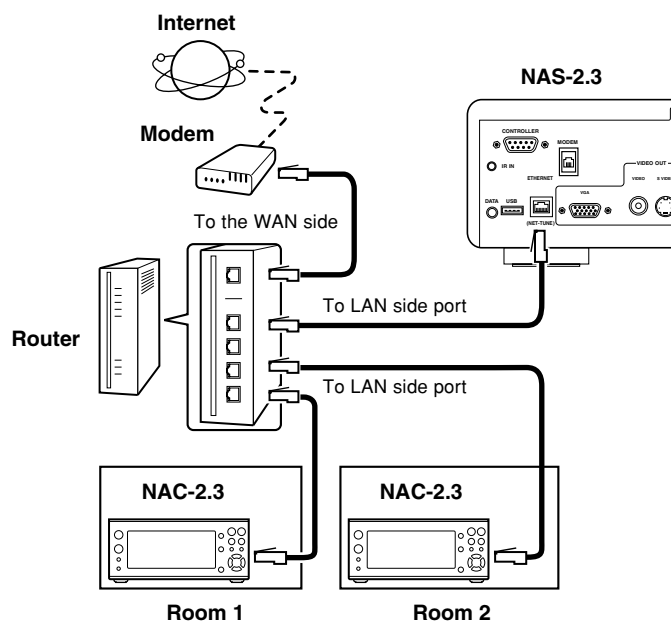 Internet
NAS-2.3
CONTROLLER
MODEM
Modem
IR IN
ETHERNET
VIDEO OUT
VGA
VIDEO
S VIDEO
DATA
USB
(NET-TUNE)
To the WAN side
To LAN side port
Router
To LAN side port
NAC-2.3
NAC-2.3
Room 1
Room 2